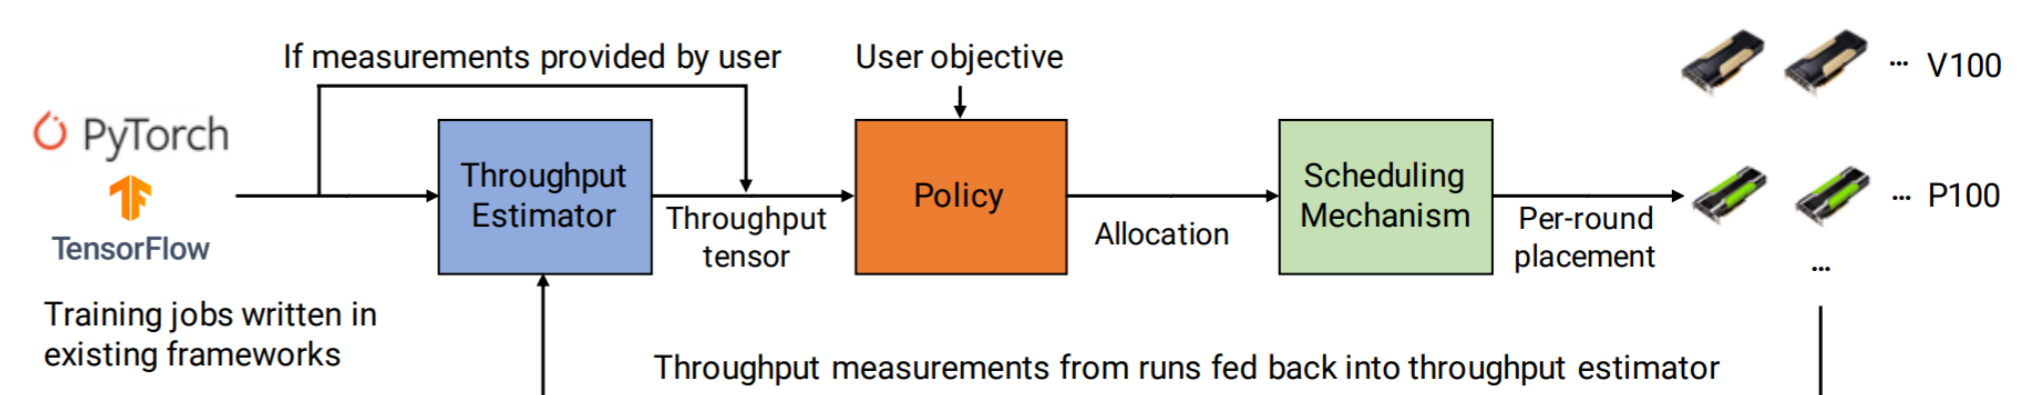 If measurements provided by user
User objective
... V100
PyTorch
TensorFlow
Throughput
Estimator
Throughput
tensor
Policy
Allocation
Scheduling
Mechanism
Per-round
placement
... P100
...
Training jobs written in
existing frameworks
Throughput measurements from runs fed back into throughput estimator